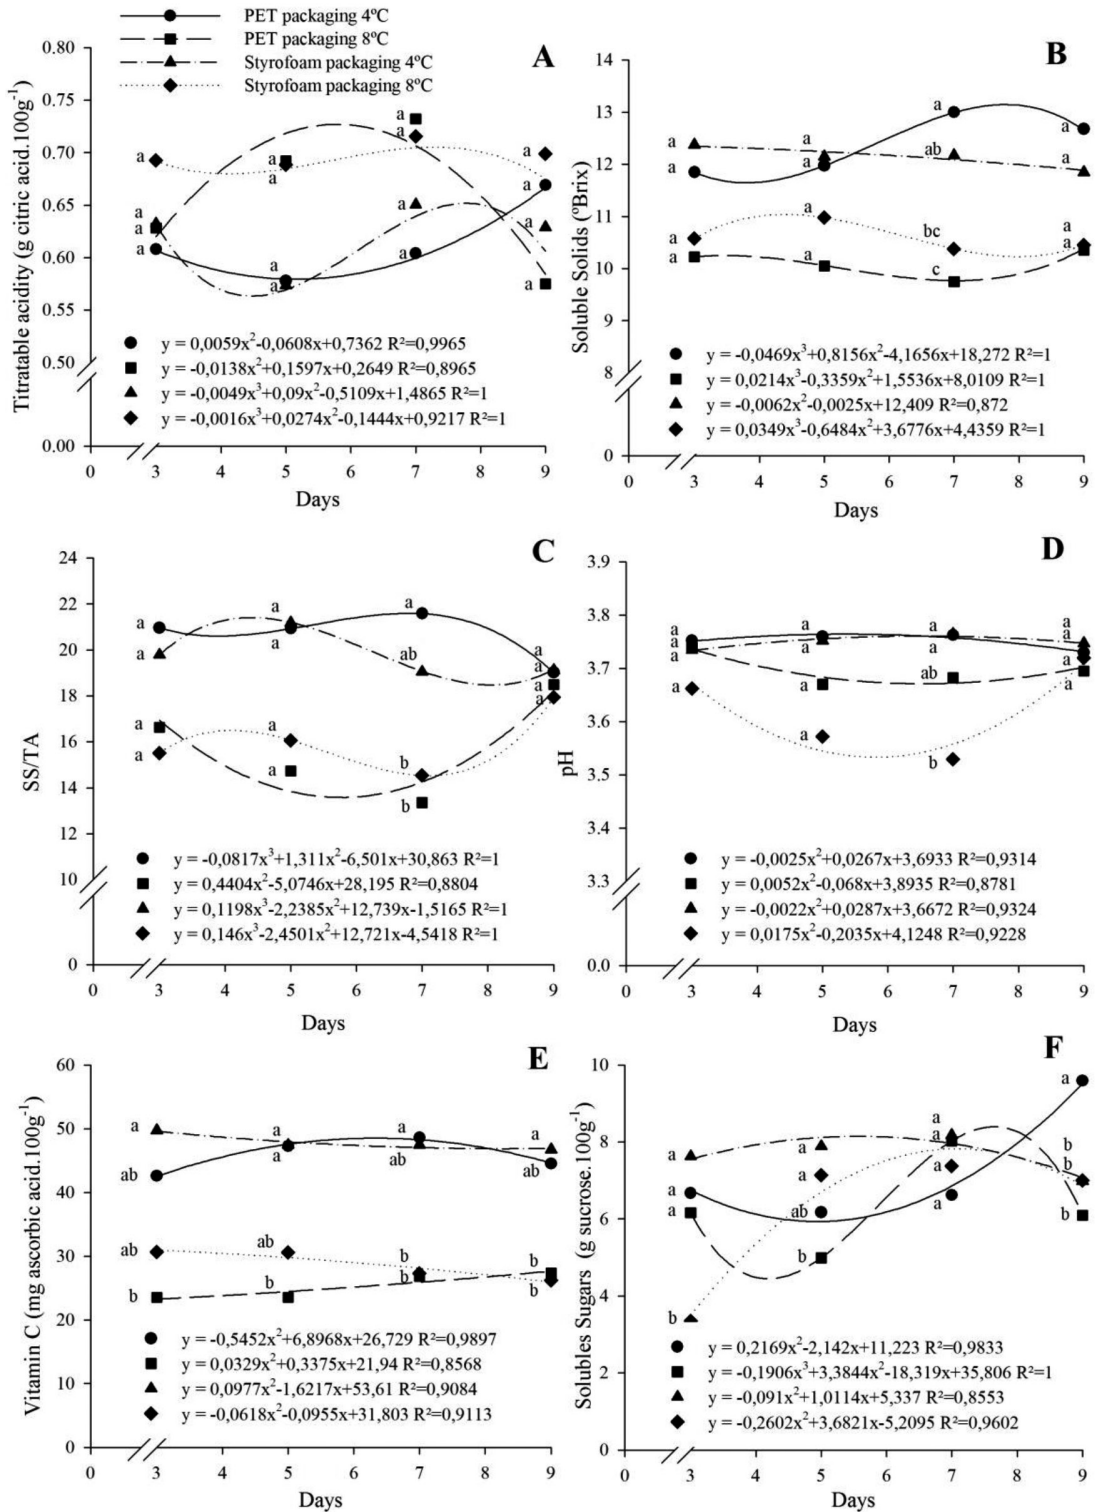 PET packaging 4ºC
PET packaging 8ºC
Styrofoam packaging 4ºC
Styrofoam packaging 8ºC
A
Titratable acidity (g citric acid.100g⁻¹)
0.80
0.75
0.70
0.65
0.60
0.55
0.50
0.00
a a a a a a a a a a a a a a a a
y = 0,0059x²-0,0608x+0,7362 R²=0,9965
y = -0,0138x²+0,1597x+0,2649 R²=0,8965
y = -0,0049x³+0,09x²-0,5109x+1,4865 R²=1
y = -0,0016x³+0,0274x²-0,1444x+0,9217 R²=1
0 3 4 5 6 7 8 9
Days
B
Soluble Solids (ºBrix)
14
13
12
11
10
9
8
0
a a a a a a a a a ab bc c a a a a
y = -0,0469x³+0,8156x²-4,1656x+18,272 R²=1
y = 0,0214x³-0,3359x²+1,5536x+8,0109 R²=1
y = -0,0062x²-0,0025x+12,409 R²=0,872
y = 0,0349x³-0,6484x²+3,6776x+4,4359 R²=1
0 3 4 5 6 7 8 9
Days
C
SS/TA
24
22
20
18
16
14
12
10
0
a a a a a a a a a ab b b a a a a
y = -0,0817x³+1,311x²-6,501x+30,863 R²=1
y = 0,4404x²-5,0746x+28,195 R²=0,8804
y = 0,1198x³-2,2385x²+12,739x-1,5165 R²=1
y = 0,146x³-2,4501x²+12,721x-4,5418 R²=1
0 3 4 5 6 7 8 9
Days
D
pH
3.9
3.8
3.7
3.6
3.5
3.4
3.3
0.0
a a a a a a a a a a ab b a a a a
y = -0,0025x²+0,0267x+3,6933 R²=0,9314
y = 0,0052x²-0,068x+3,8935 R²=0,8781
y = -0,0022x²+0,0287x+3,6672 R²=0,9324
y = 0,0175x²-0,2035x+4,1248 R²=0,9228
0 3 4 5 6 7 8 9
Days
E
Vitamin C (mg ascorbic acid.100g⁻¹)
60
50
40
30
20
10
0
a ab ab b a a ab b a ab b b a ab b b
y = -0,5452x²+6,8968x+26,729 R²=0,9897
y = 0,0329x²+0,3375x+21,94 R²=0,8568
y = 0,0977x²-1,6217x+53,61 R²=0,9084
y = -0,0618x²-0,0955x+31,803 R²=0,9113
0 3 4 5 6 7 8 9
Days
F
Solubles Sugars (g sucrose.100g⁻¹)
10
8
6
4
2
0
a a a b a a ab b a a a a a b b b
y = 0,2169x²-2,142x+11,223 R²=0,9833
y = -0,1906x³+3,3844x²-18,319x+35,806 R²=1
y = -0,091x²+1,0114x+5,337 R²=0,8553
y = -0,2602x²+3,6821x-5,2095 R²=0,9602
0 3 4 5 6 7 8 9
Days